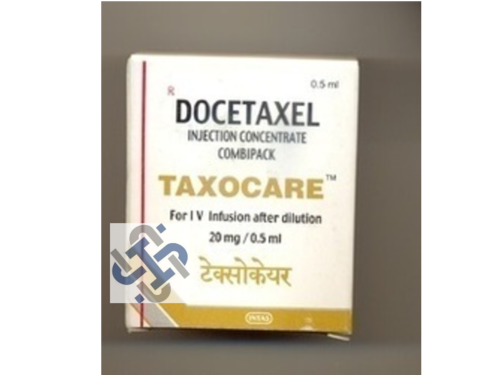 0.5 ml
℞
DOCETAXEL
INJECTION CONCENTRATE
COMBIPACK
TAXOCARE™
For I V Infusion after dilution
20 mg / 0.5 ml
टेक्सोकेयर
INTAS